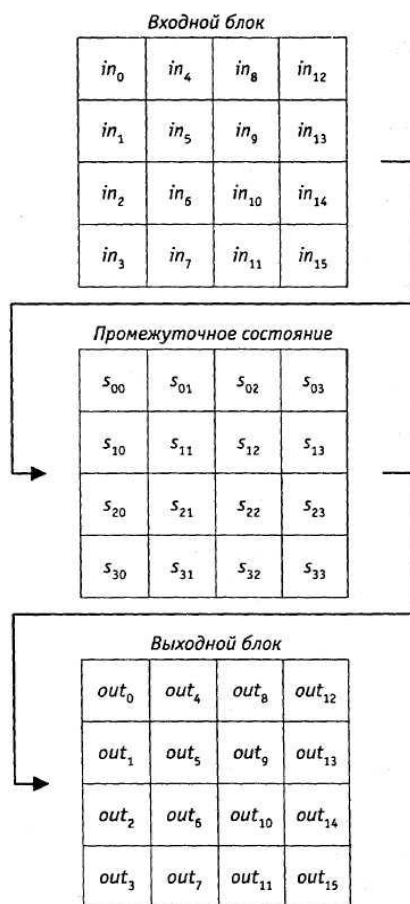 Входной блок
in₀ in₄ in₈ in₁₂
in₁ in₅ in₉ in₁₃
in₂ in₆ in₁₀ in₁₄
in₃ in₇ in₁₁ in₁₅
Промежуточное состояние
s₀₀ s₀₁ s₀₂ s₀₃
s₁₀ s₁₁ s₁₂ s₁₃
s₂₀ s₂₁ s₂₂ s₂₃
s₃₀ s₃₁ s₃₂ s₃₃
Выходной блок
out₀ out₄ out₈ out₁₂
out₁ out₅ out₉ out₁₃
out₂ out₆ out₁₀ out₁₄
out₃ out₇ out₁₁ out₁₅